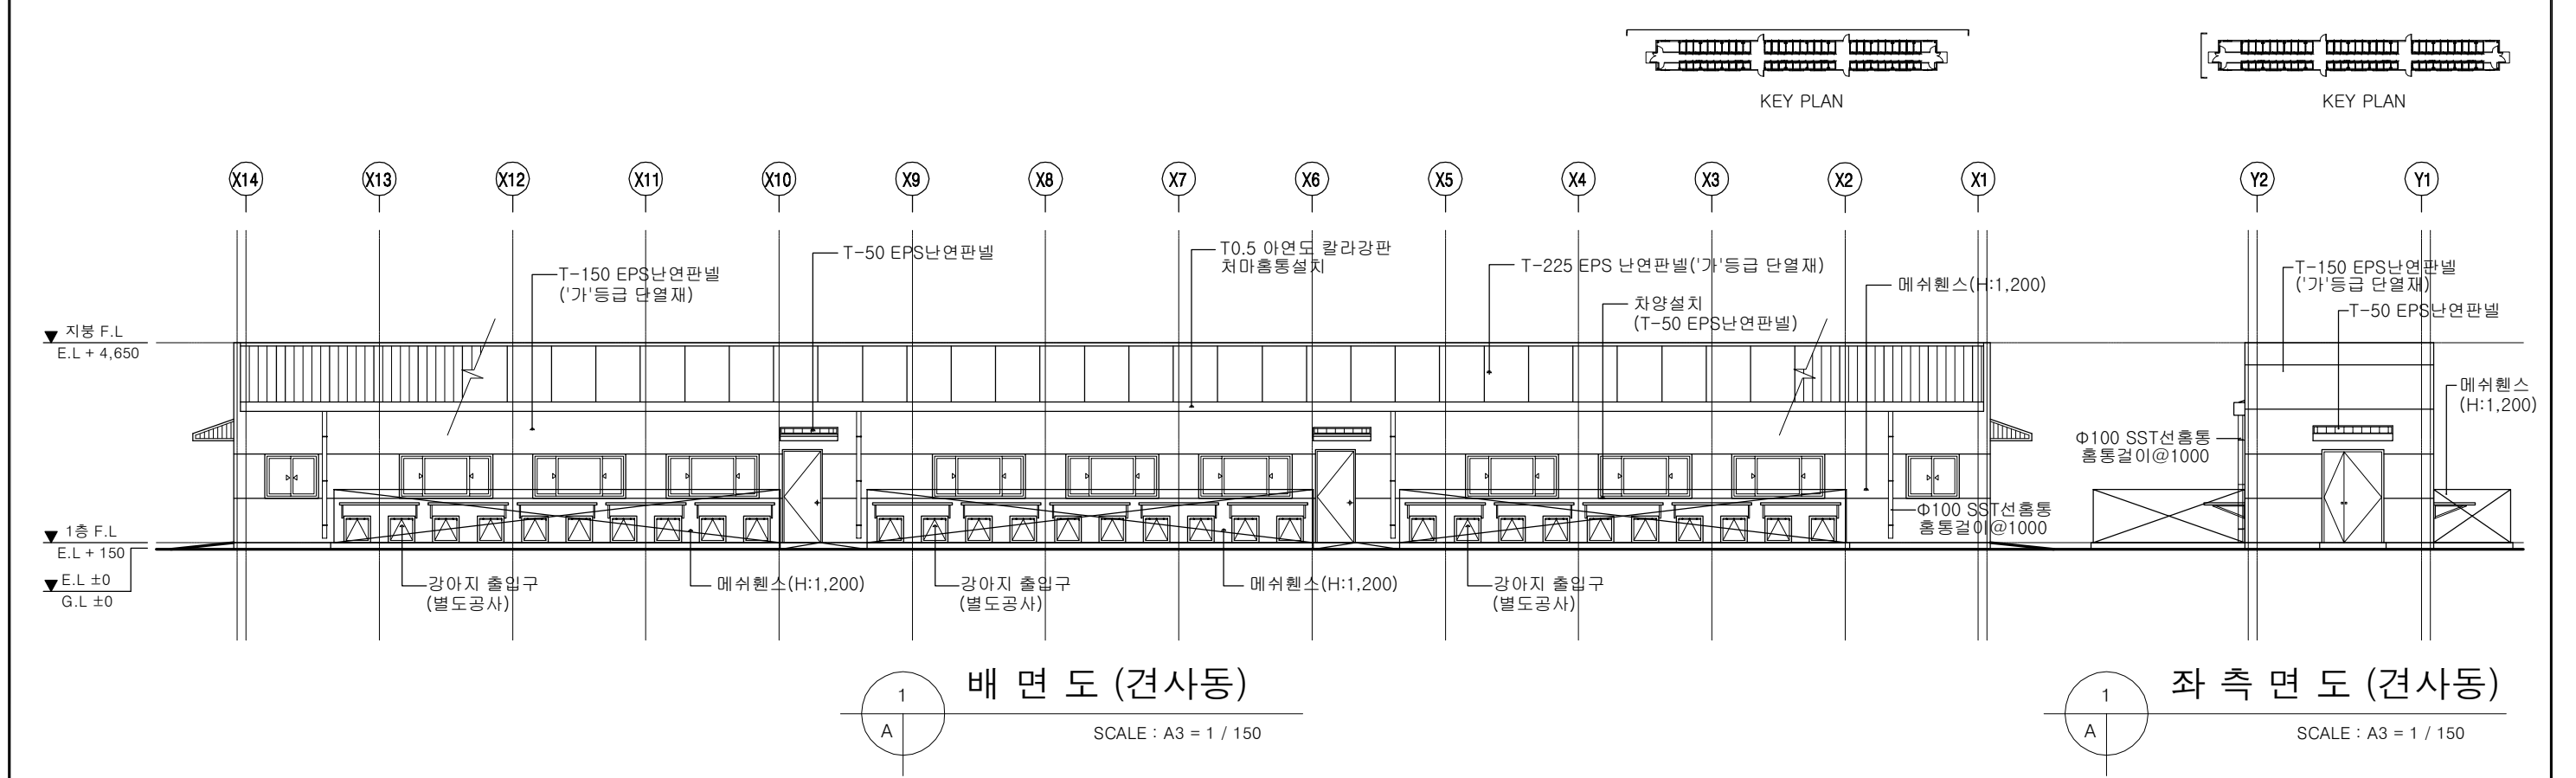 KEY PLAN
KEY PLAN
X14 X13 X12 X11 X10 X9 X8 X7 X6 X5 X4 X3 X2 X1 Y2 Y1
T-50 EPS난연판넬
T0.5 아연도 칼라강판
처마홈통설치
T-150 EPS난연판넬
('가'등급 단열재)
T-225 EPS 난연판넬('가'등급 단열재)
메쉬휀스(H:1,200)
차양설치
(T-50 EPS난연판넬)
T-150 EPS난연판넬
('가'등급 단열재)
T-50 EPS난연판넬
지붕 F.L
E.L + 4,650
메쉬휀스
(H:1,200)
Φ100 SST선홈통
홈통걸이@1000
Φ100 SST선홈통
홈통걸이@1000
1층 F.L
E.L + 150
E.L ±0
G.L ±0
강아지 출입구
(별도공사)
메쉬휀스(H:1,200)
강아지 출입구
(별도공사)
메쉬휀스(H:1,200)
강아지 출입구
(별도공사)
1
A
배 면 도 (견사동)
SCALE : A3 = 1 / 150
1
A
좌 측 면 도 (견사동)
SCALE : A3 = 1 / 150